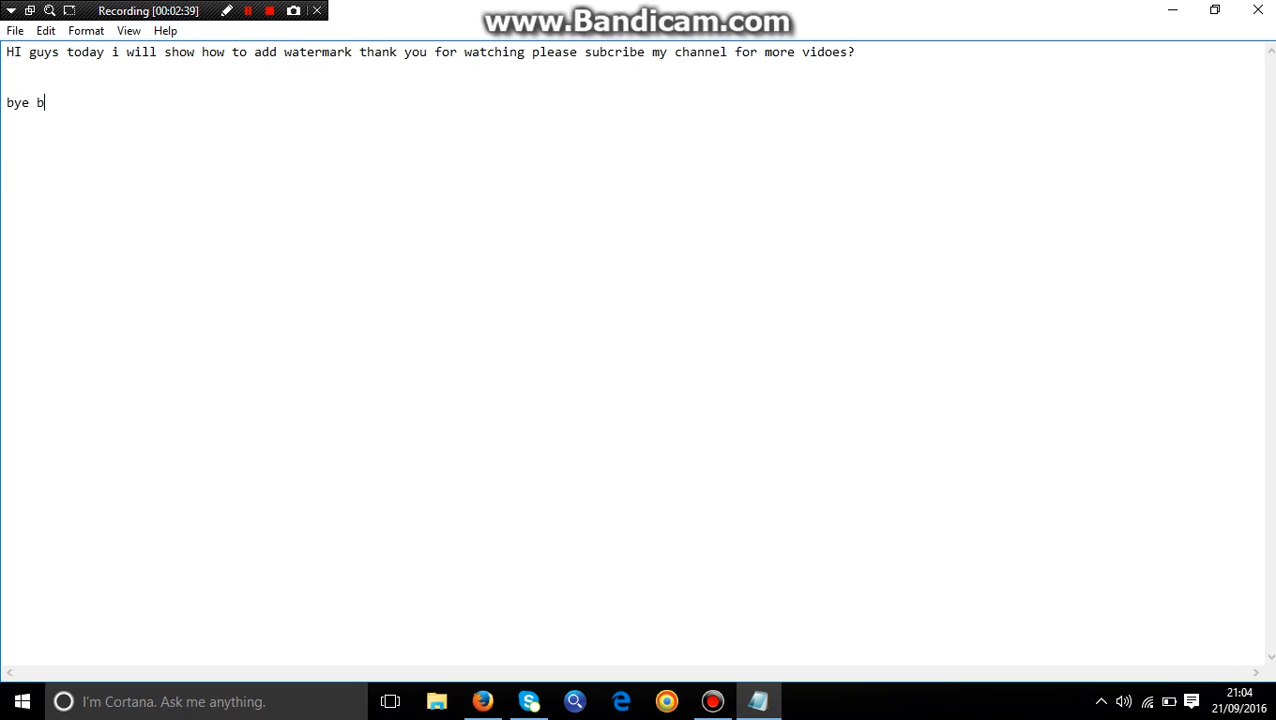 Recording [00:02:39]
www.Bandicam.com
File Edit Format View Help
HI guys today i will show how to add watermark thank you for watching please subcribe my channel for more vidoes?
bye b
I'm Cortana. Ask me anything.
21:04
21/09/2016